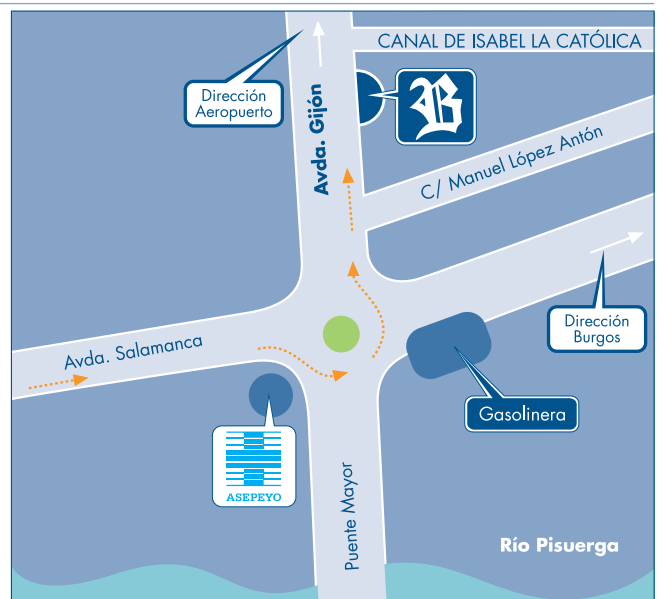 CANAL DE ISABEL LA CATÓLICA
Dirección
Aeropuerto
B
Avda. Gijón
C/ Manuel López Antón
Dirección
Burgos
Avda. Salamanca
Gasolinera
ASEPEYO
Puente Mayor
Río Pisuerga